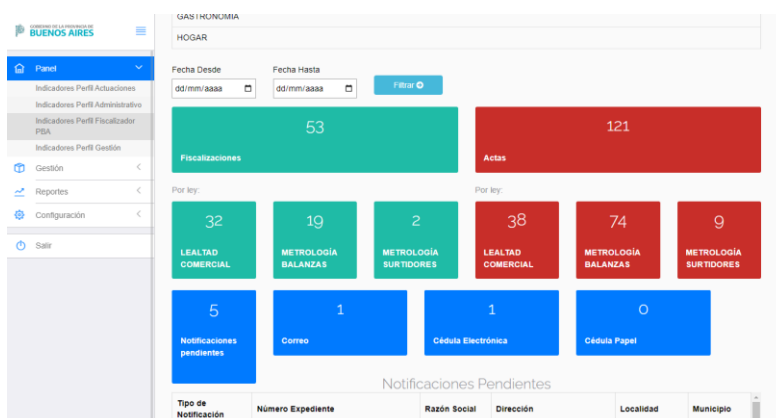 GASTRONOMIA
GOBIERNO DE LA PROVINCIA DE
BUENOS AIRES
HOGAR
Panel
Indicadores Perfil Actuaciones
Indicadores Perfil Administrativo
Indicadores Perfil Fiscalizador
PBA
Indicadores Perfil Gestión
Gestión
Reportes
Configuración
Salir
Fecha Desde
Fecha Hasta
dd/mm/aaaa
dd/mm/aaaa
Filtrar
53
Fiscalizaciones
121
Actas
Por ley:
Por ley:
32
LEALTAD
COMERCIAL
19
METROLOGÍA
BALANZAS
2
METROLOGÍA
SURTIDORES
38
LEALTAD
COMERCIAL
74
METROLOGÍA
BALANZAS
9
METROLOGÍA
SURTIDORES
5
Notificaciones
pendientes
1
Correo
1
Cédula Electrónica
0
Cédula Papel
Notificaciones Pendientes
Tipo de
Notificación
Número Expediente
Razón Social
Dirección
Localidad
Municipio